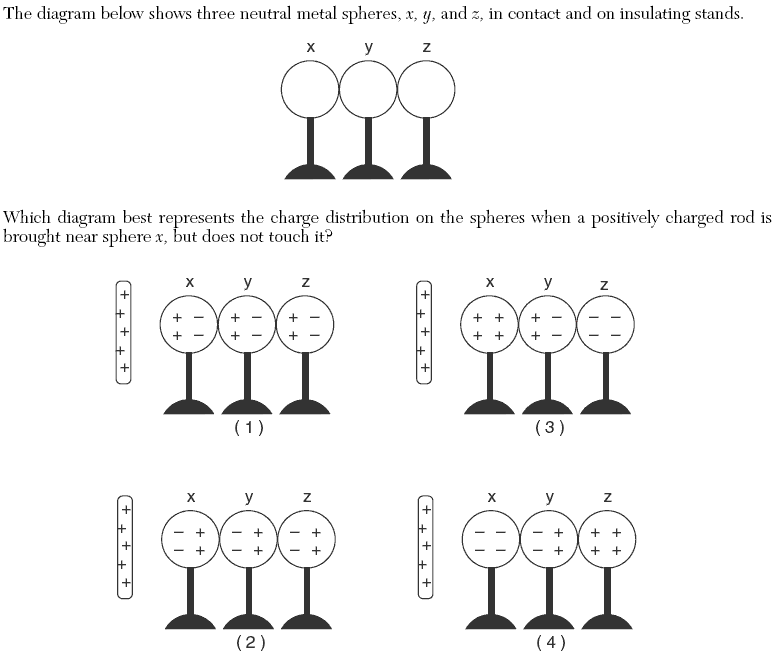 The diagram below shows three neutral metal spheres, x, y, and z, in contact and on insulating stands.
x y z
Which diagram best represents the charge distribution on the spheres when a positively charged rod is
brought near sphere x, but does not touch it?
x y z
+ + + + +
+ − + − + −
+ − + − + −
(1)
x y z
+ + + + +
+ + + − − −
+ + + − − −
(3)
x y z
+ + + + +
− + − + − +
− + − + − +
(2)
x y z
+ + + + +
− − − + + +
− − − + + +
(4)